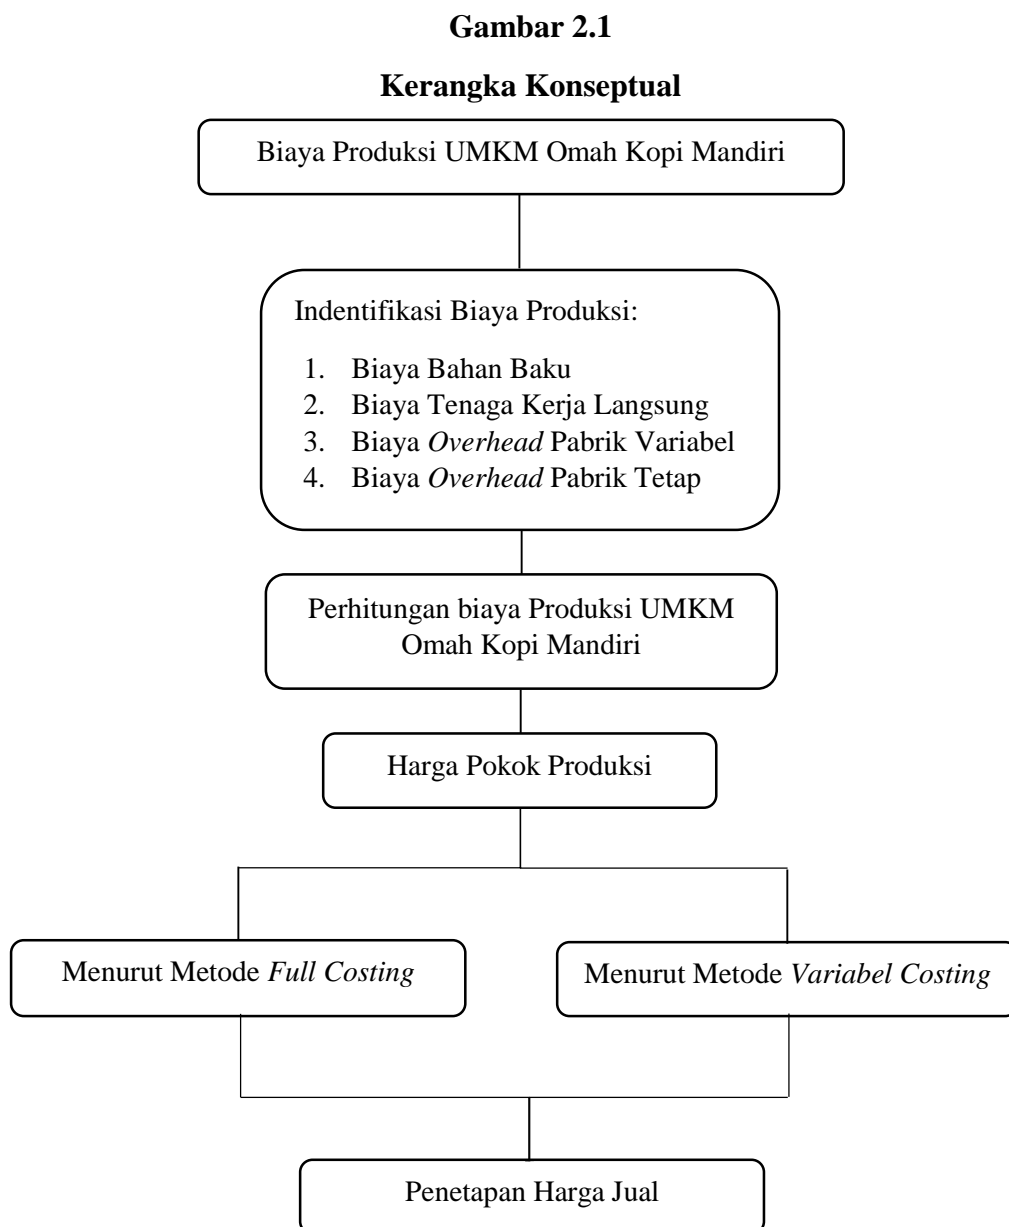 Gambar 2.1
Kerangka Konseptual
Biaya Produksi UMKM Omah Kopi Mandiri
Indentifikasi Biaya Produksi:
1. Biaya Bahan Baku
2. Biaya Tenaga Kerja Langsung
3. Biaya Overhead Pabrik Variabel
4. Biaya Overhead Pabrik Tetap
Perhitungan biaya Produksi UMKM
Omah Kopi Mandiri
Harga Pokok Produksi
Menurut Metode Full Costing
Menurut Metode Variabel Costing
Penetapan Harga Jual